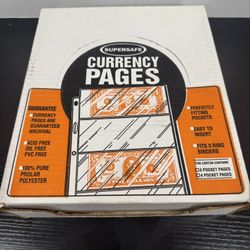 SUPERSAFE
CURRENCY
PAGES
GUARANTEE
• CURRENCY
PAGES ARE
GUARANTEED
ARCHIVAL
• ACID FREE
OIL FREE
PVC FREE
• 100% PURE
PROLAR
POLYESTER
• PERFECTLY
FITTING
POCKETS
• EASY TO
INSERT
• FITS 3 RING
BINDERS
THIS CARTON CONTAINS
3 POCKET PAGES
4 POCKET PAGES